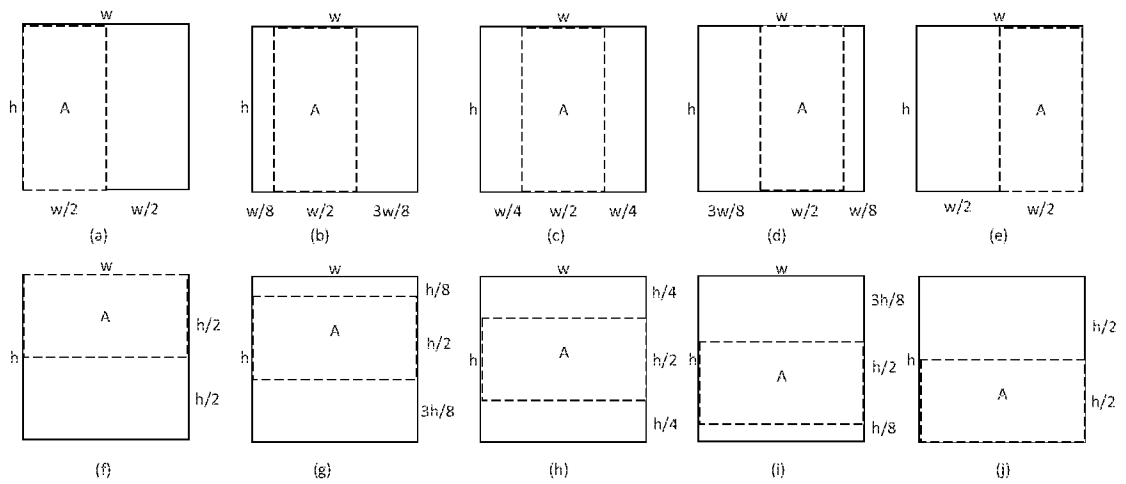 w w w w w
h A h A h A h A h A
w/2 w/2 w/8 w/2 3w/8 w/4 w/2 w/4 3w/8 w/2 w/8 w/2 w/2
(a) (b) (c) (d) (e)
w w w w
h/8 h/4 3h/8
A h/2 A h/2
h h h/2 h A h/2 h A h/2 h
h/2 3h/8 h/4 h/8 A h/2
(f) (g) (h) (i) (j)